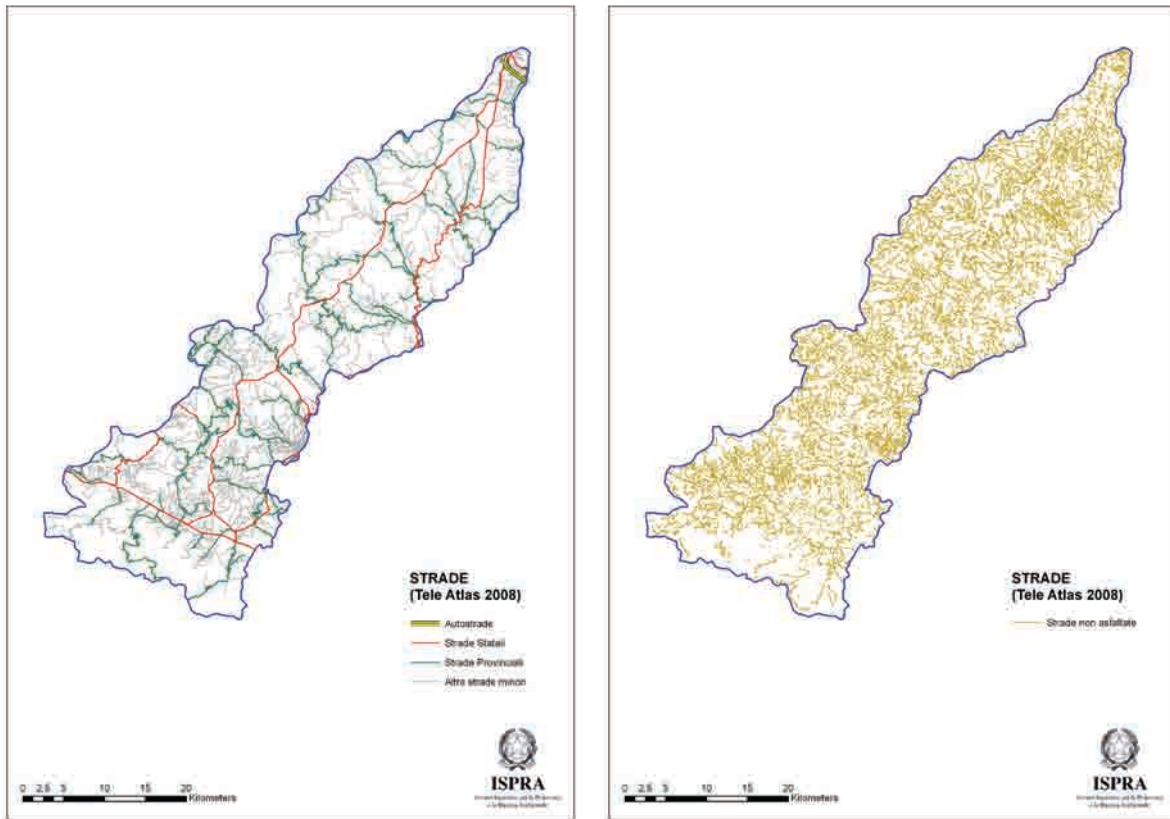 STRADE
(Tele Atlas 2008)
Autostrade
Strade Statali
Strade Provinciali
Altre strade minori
ISPRA
0 2.5 5 10 15 20
Kilometers
STRADE
(Tele Atlas 2008)
Strade non asfaltate
ISPRA
0 2.5 5 10 15 20
Kilometers